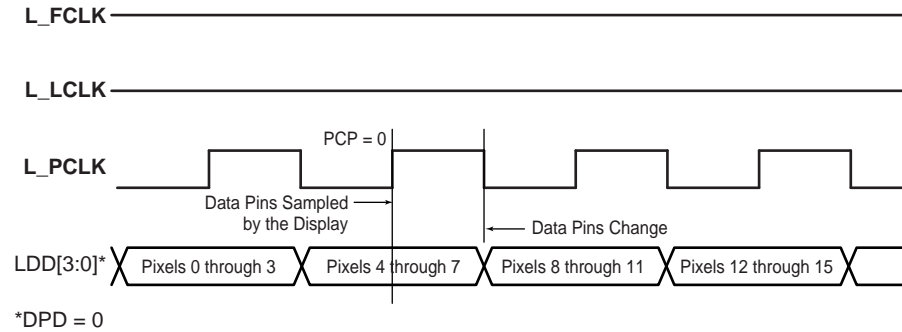 L_FCLK
L_LCLK
PCP = 0
L_PCLK
Data Pins Sampled
by the Display
Data Pins Change
LDD[3:0]*
Pixels 0 through 3
Pixels 4 through 7
Pixels 8 through 11
Pixels 12 through 15
*DPD = 0